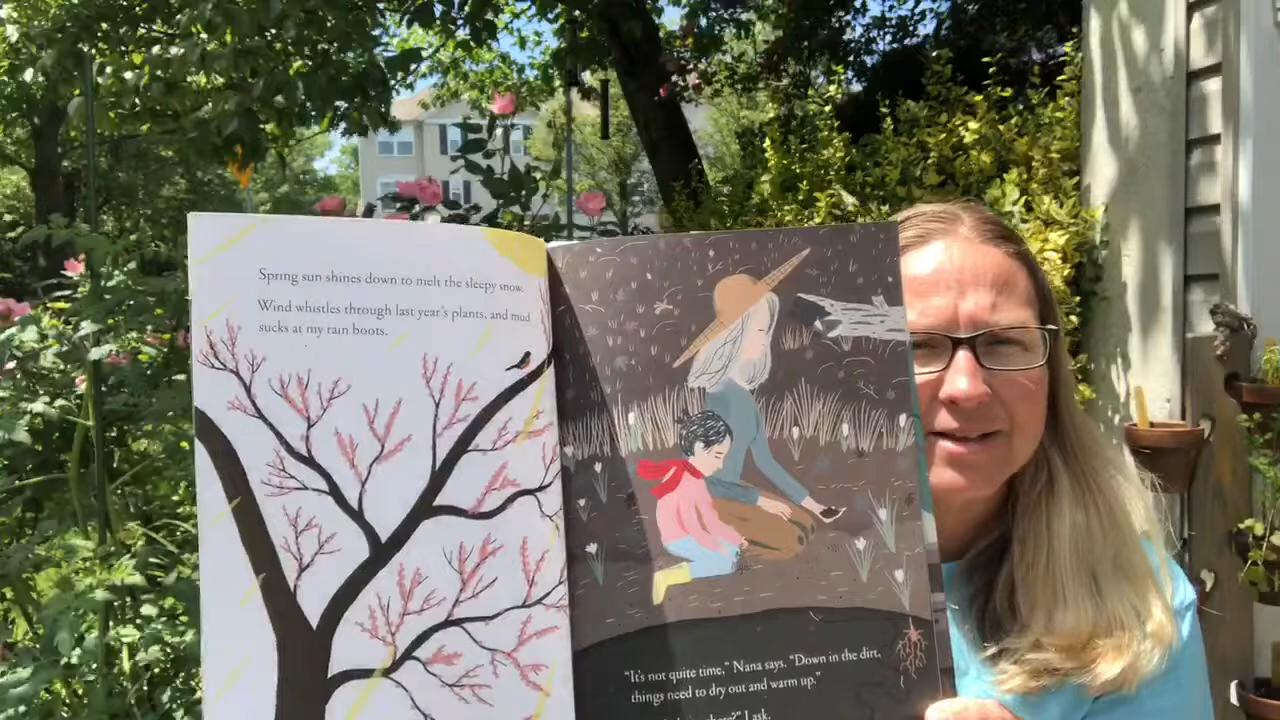 Spring sun shines down to melt the sleepy snow.
Wind whistles through last year's plants, and mud
sucks at my rain boots.
"It's not quite time," Nana says. "Down in the dirt,
things need to dry out and warm up."
there?" I ask.